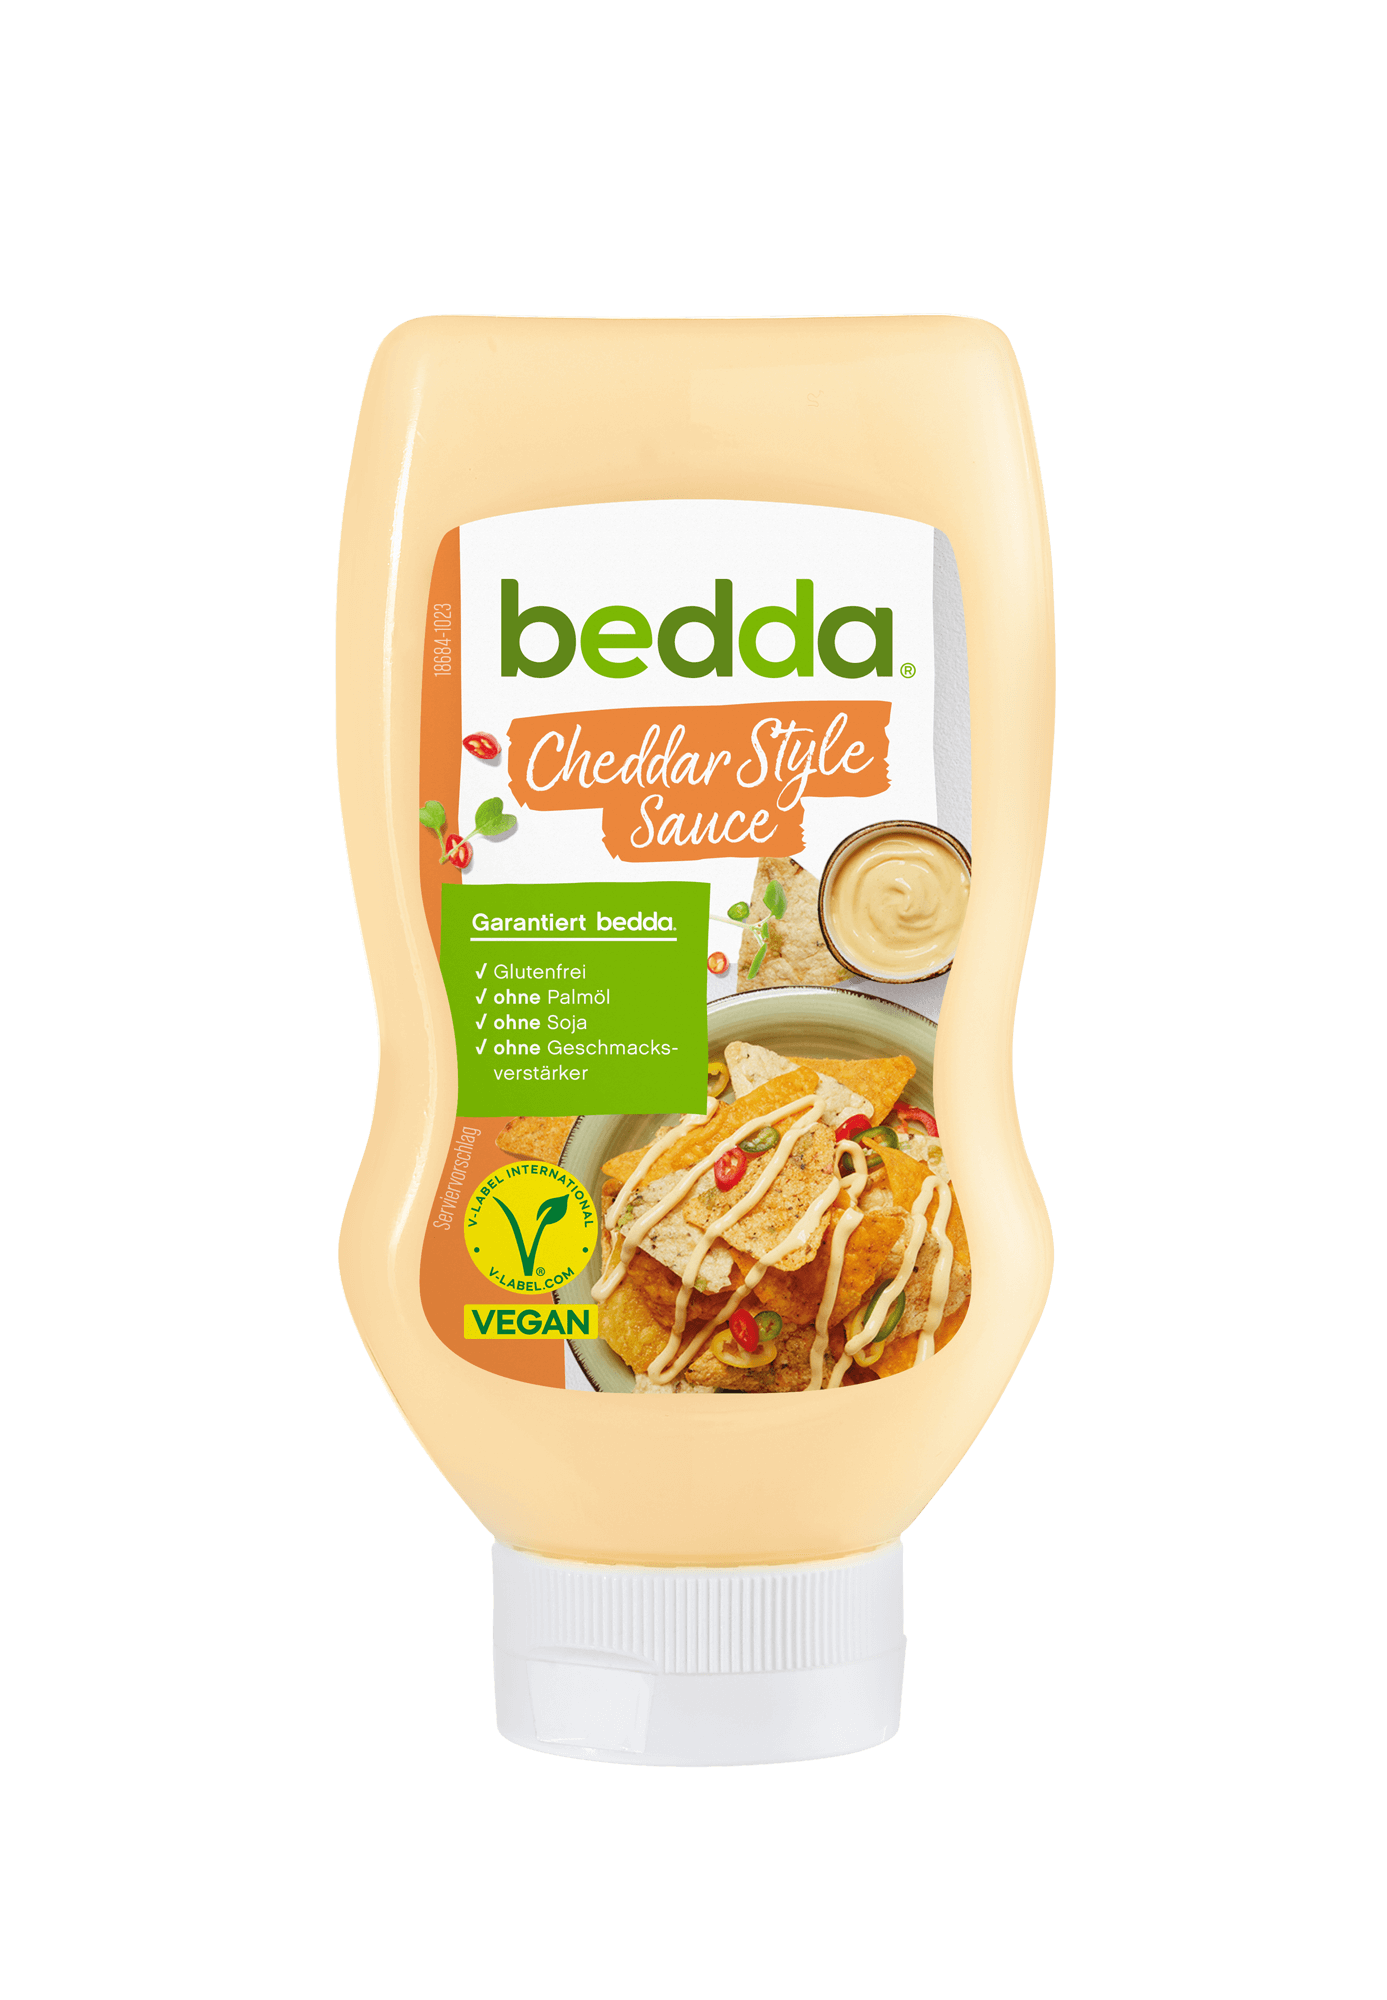 bedda®
18684-1023
Cheddar Style
Sauce
Garantiert bedda.
✓ Glutenfrei
✓ ohne Palmöl
✓ ohne Soja
✓ ohne Geschmacks-
verstärker
Serviervorschlag
V-LABEL INTERNATIONAL
®
• V-LABEL.COM •
VEGAN